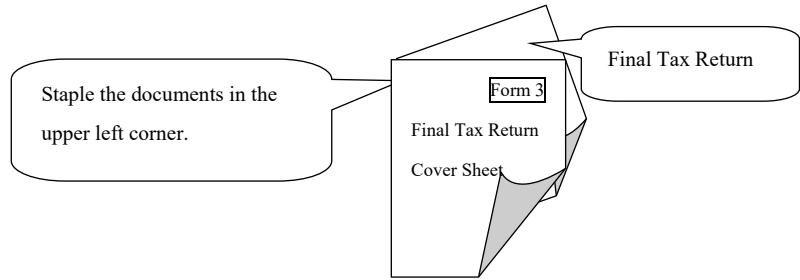 Staple the documents in the
upper left corner.
Form 3
Final Tax Return
Cover Sheet
Final Tax Return